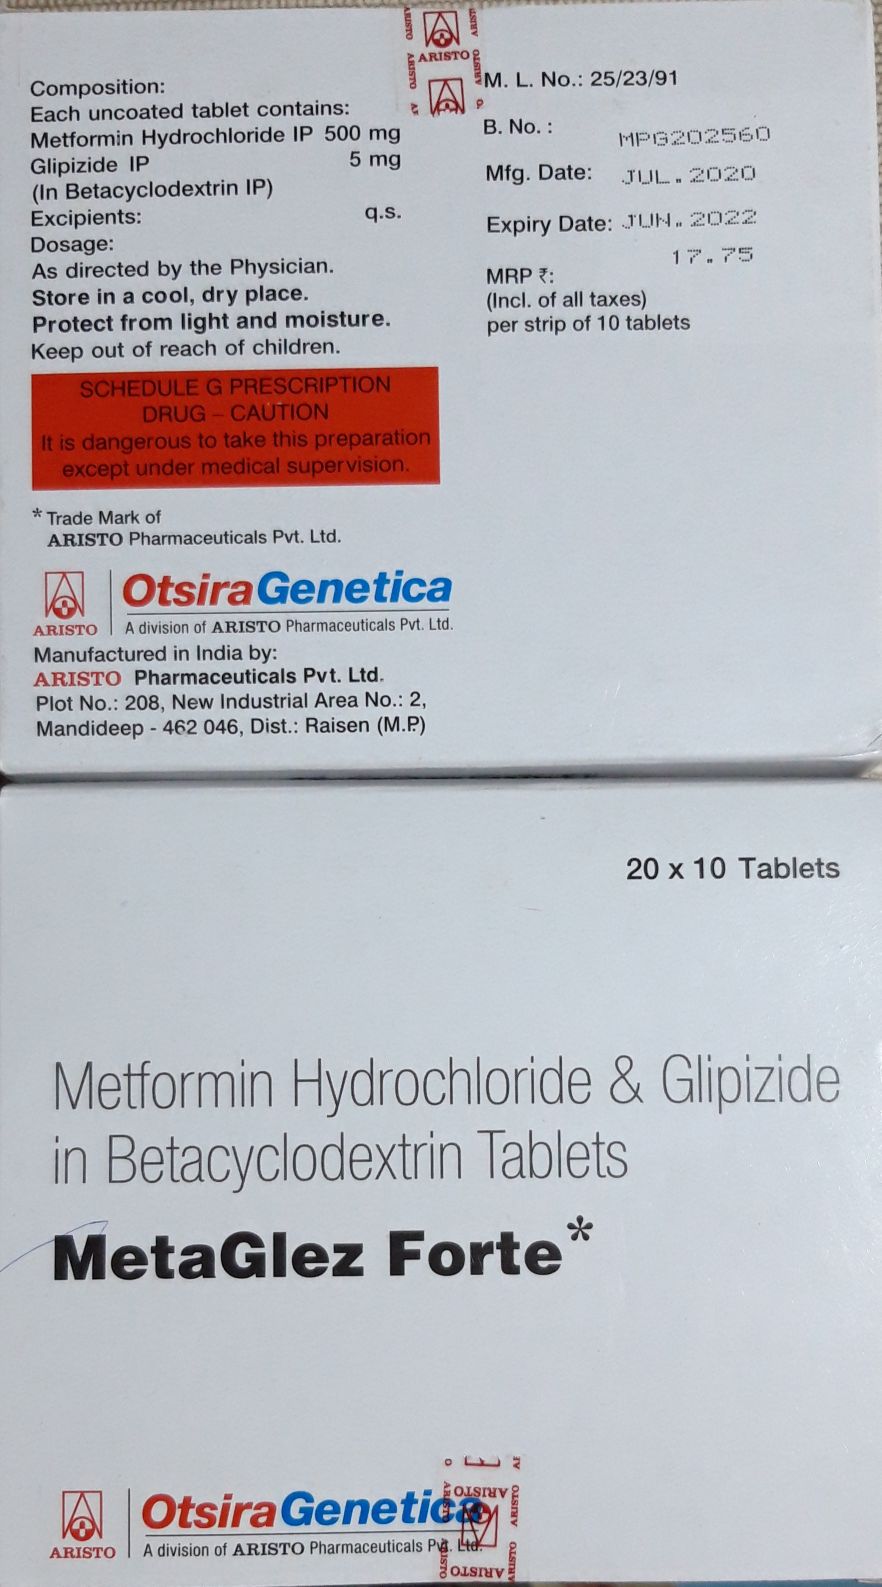 ARISTO
Composition:
Each uncoated tablet contains:
Metformin Hydrochloride IP 500 mg
Glipizide IP 5 mg
(In Betacyclodextrin IP)
Excipients: q.s.
Dosage:
As directed by the Physician.
Store in a cool, dry place.
Protect from light and moisture.
Keep out of reach of children.
SCHEDULE G PRESCRIPTION
DRUG – CAUTION
It is dangerous to take this preparation
except under medical supervision.
* Trade Mark of
ARISTO Pharmaceuticals Pvt. Ltd.
ARISTO
OtsiraGenetica
A division of ARISTO Pharmaceuticals Pvt. Ltd.
Manufactured in India by:
ARISTO Pharmaceuticals Pvt. Ltd.
Plot No.: 208, New Industrial Area No.: 2,
Mandideep - 462 046, Dist.: Raisen (M.P.)
M. L. No.: 25/23/91
B. No. : MPG202560
Mfg. Date: JUL.2020
Expiry Date: JUN.2022
17.75
MRP ₹:
(Incl. of all taxes)
per strip of 10 tablets
20 x 10 Tablets
Metformin Hydrochloride & Glipizide
in Betacyclodextrin Tablets
MetaGlez Forte*
ARISTO
OtsiraGenetica
A division of ARISTO Pharmaceuticals Pvt. Ltd.
ARISTO
ARISTO